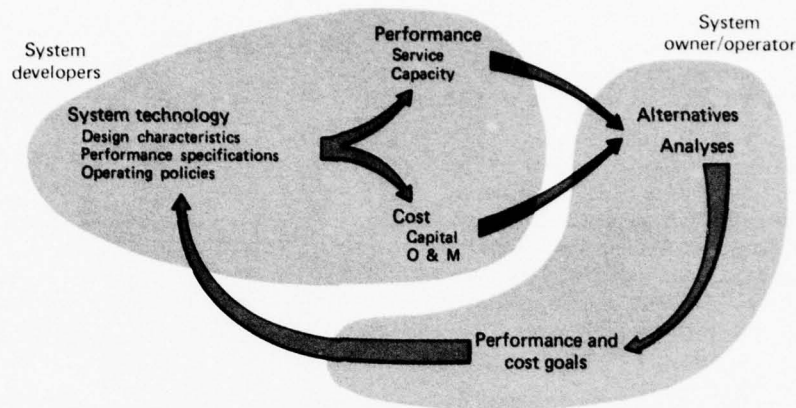 System
developers
System technology
Design characteristics
Performance specifications
Operating policies
Performance
Service
Capacity
Cost
Capital
O & M
System
owner/operator
Alternatives
Analyses
Performance and
cost goals